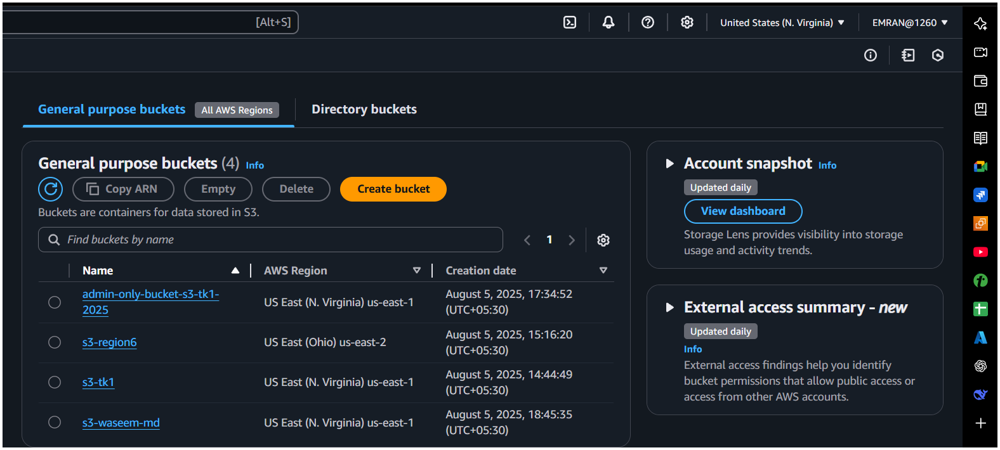 [Alt+S]
United States (N. Virginia)
EMRAN@1260
General purpose buckets
All AWS Regions
Directory buckets
General purpose buckets (4) Info
Copy ARN
Empty
Delete
Create bucket
Buckets are containers for data stored in S3.
Find buckets by name
1
Name
AWS Region
Creation date
admin-only-bucket-s3-tk1-
2025
US East (N. Virginia) us-east-1
August 5, 2025, 17:34:52
(UTC+05:30)
s3-region6
US East (Ohio) us-east-2
August 5, 2025, 15:16:20
(UTC+05:30)
s3-tk1
US East (N. Virginia) us-east-1
August 5, 2025, 14:44:49
(UTC+05:30)
s3-waseem-md
US East (N. Virginia) us-east-1
August 5, 2025, 18:45:35
(UTC+05:30)
Account snapshot Info
Updated daily
View dashboard
Storage Lens provides visibility into storage
usage and activity trends.
External access summary - new
Updated daily
Info
External access findings help you identify
bucket permissions that allow public access or
access from other AWS accounts.